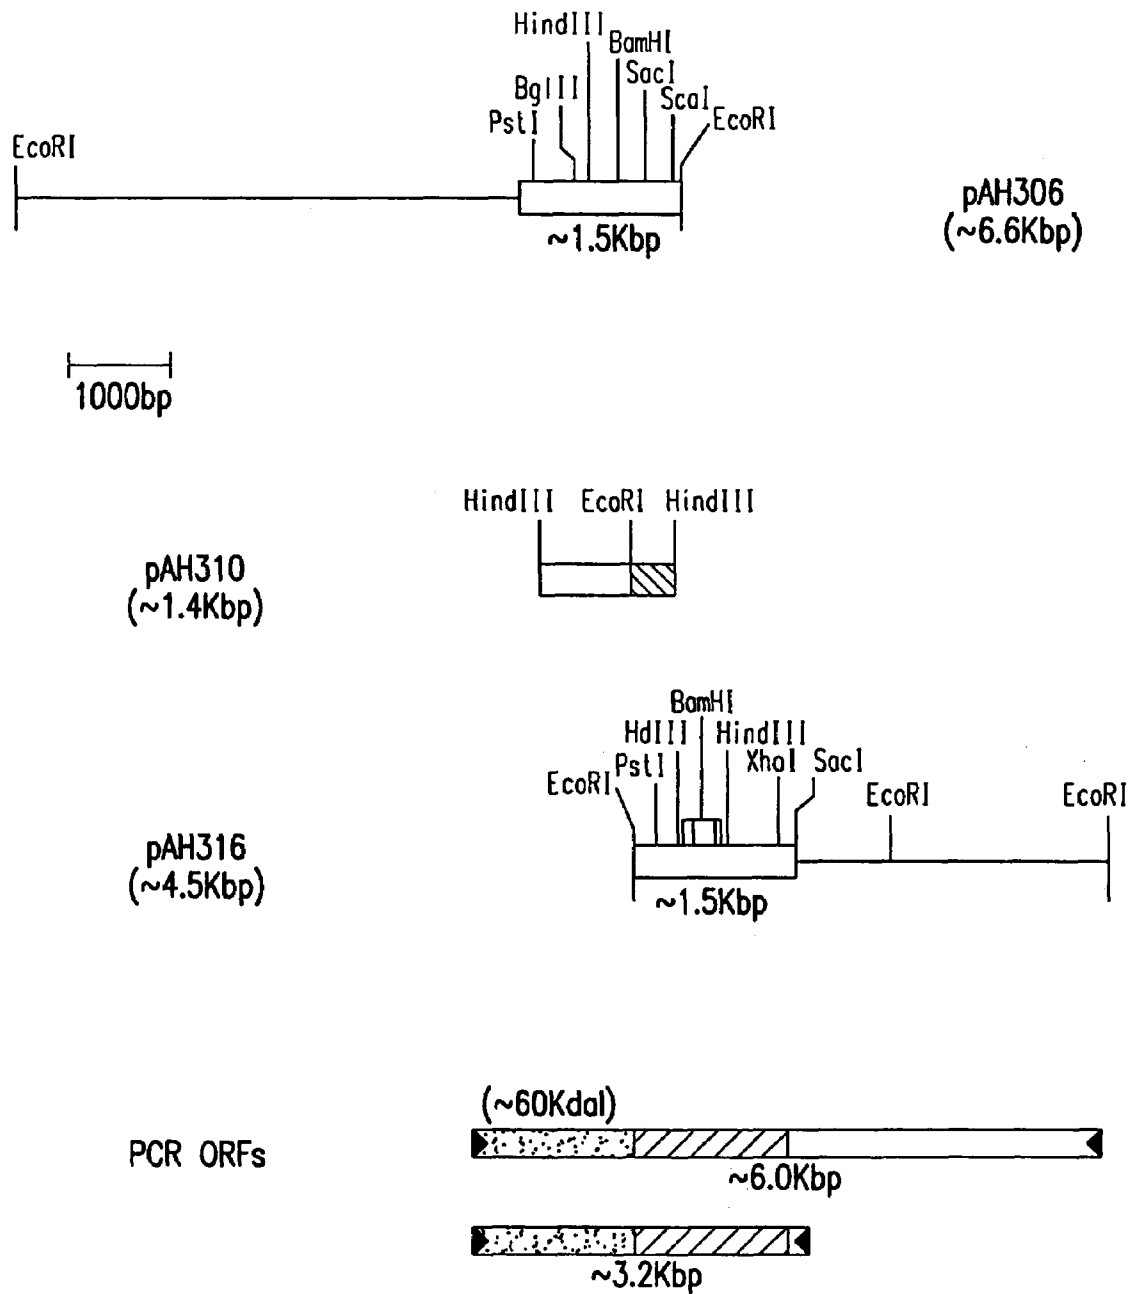 HindIII
BamHI
SacI
BglII
ScaI
PstI
EcoRI
EcoRI
~1.5Kbp
pAH306
(~6.6Kbp)
1000bp
HindIII EcoRI HindIII
pAH310
(~1.4Kbp)
BamHI
HdIII HindIII
PstI XhoI SacI
EcoRI EcoRI EcoRI
pAH316
(~4.5Kbp)
~1.5Kbp
(~60Kdal)
PCR ORFs
~6.0Kbp
~3.2Kbp